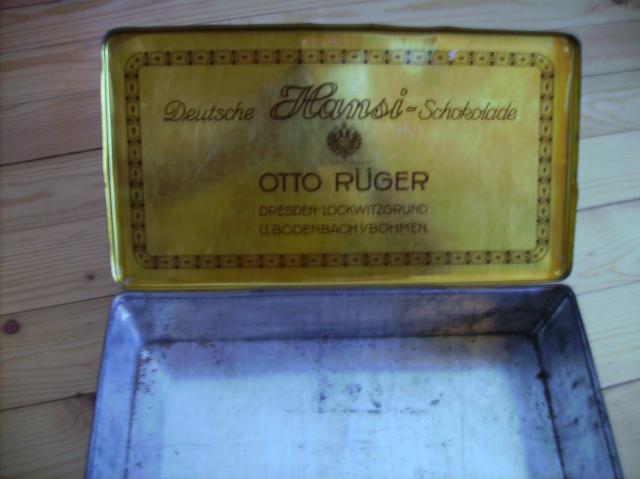 Deutsche Hansi-Schokolade
OTTO RÜGER
DRESDEN-LOCKWITZGRUND
U. BODENBACH I/BÖHMEN.